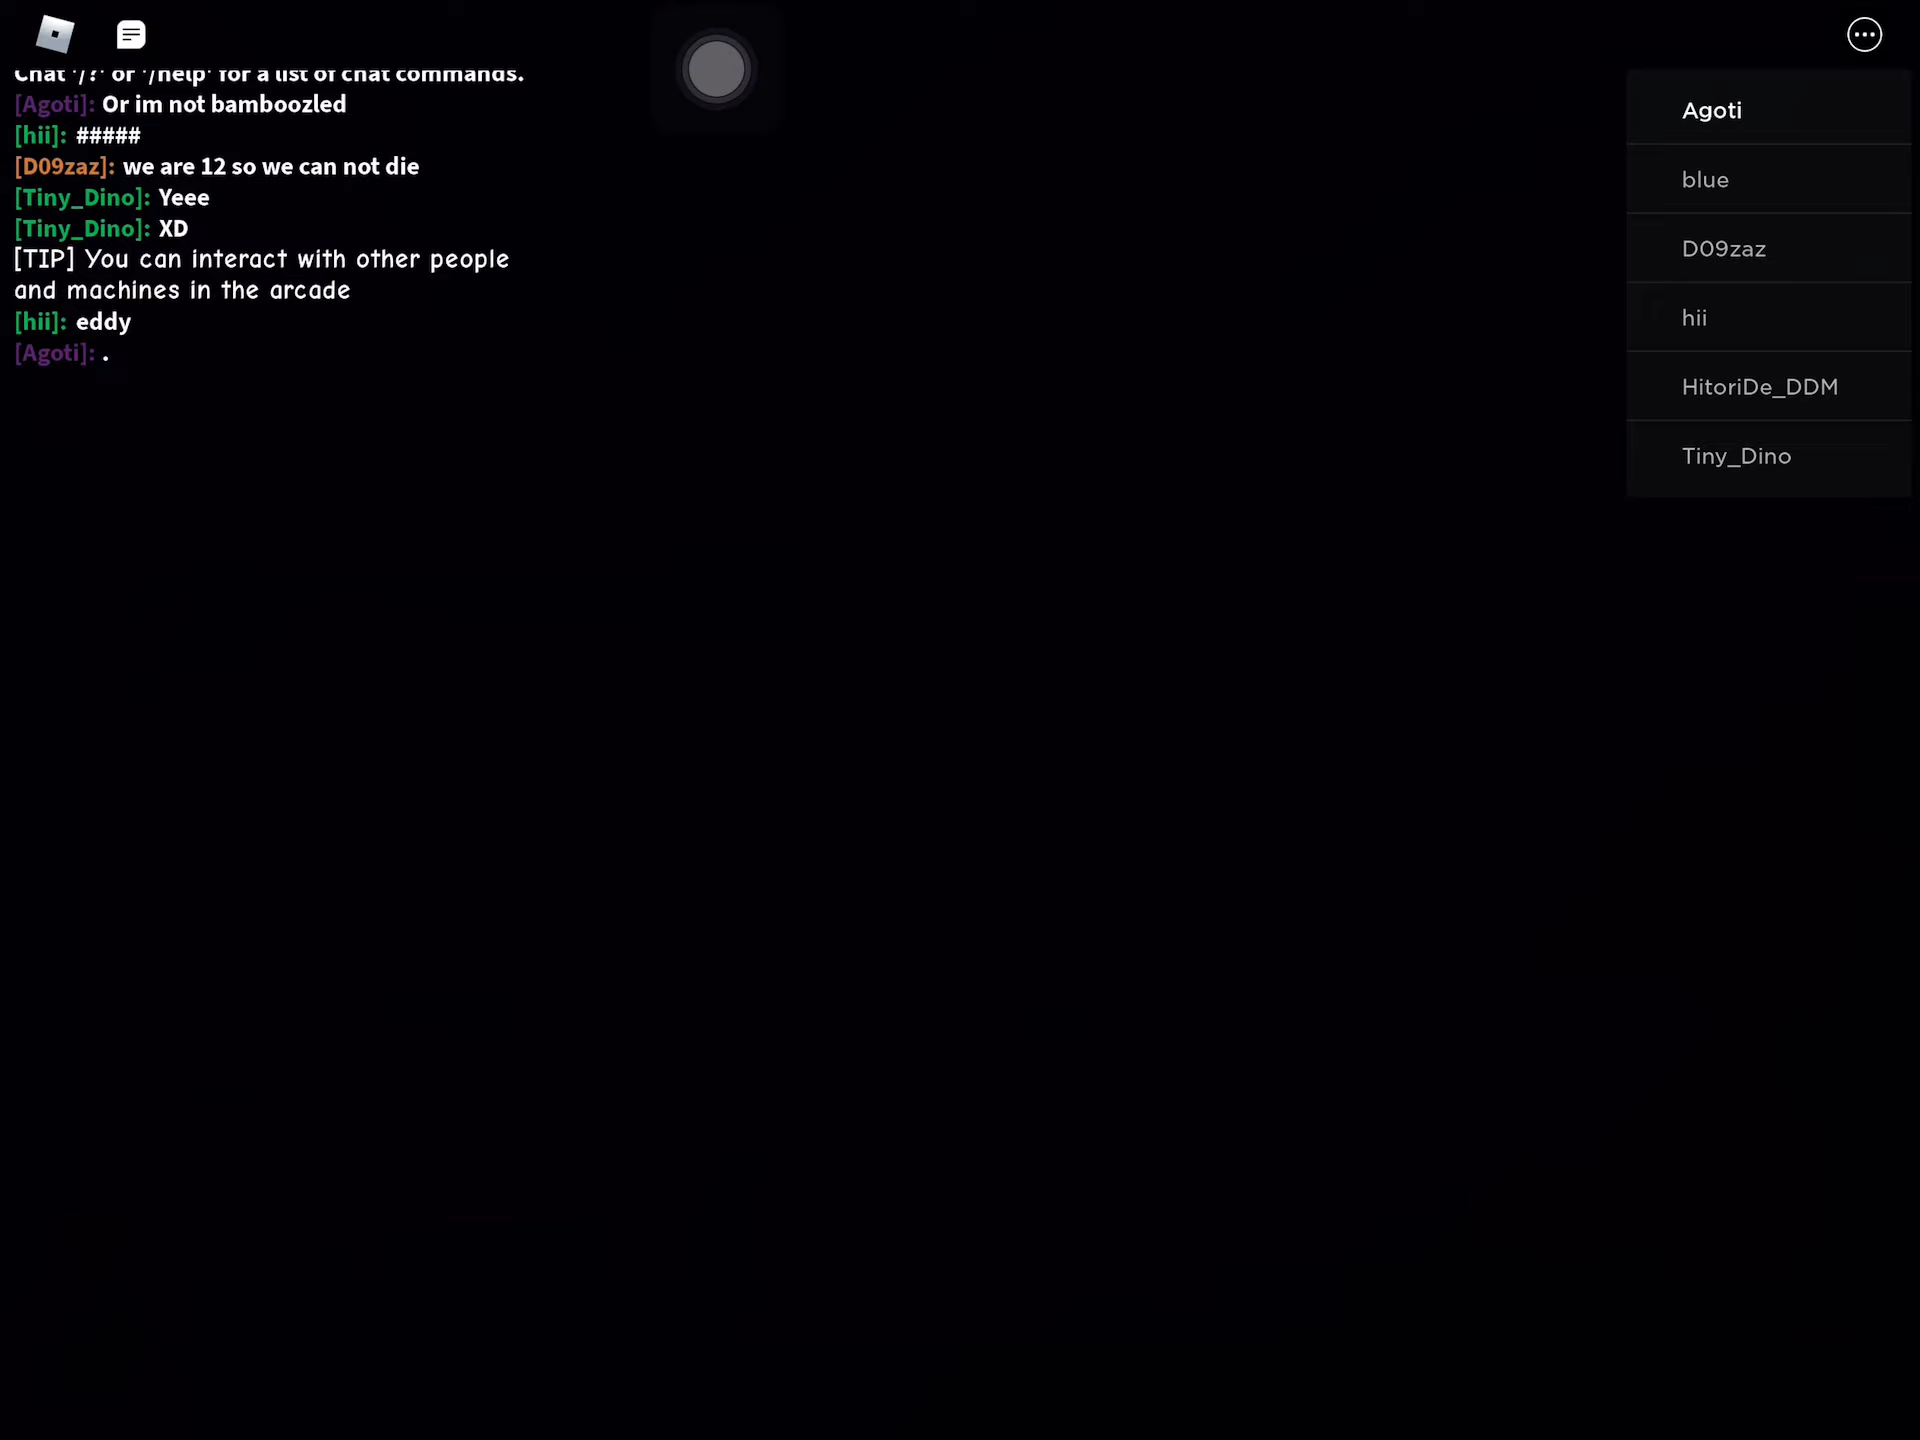 Chat '/?' or '/help' for a list of chat commands.
[Agoti]: Or im not bamboozled
[hii]: #####
[D09zaz]: we are 12 so we can not die
[Tiny_Dino]: Yeee
[Tiny_Dino]: XD
[TIP] You can interact with other people
and machines in the arcade
[hii]: eddy
[Agoti]: .
Agoti
blue
D09zaz
hii
HitoriDe_DDM
Tiny_Dino